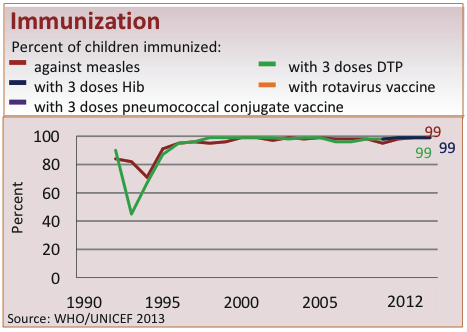 Immunization
Percent of children immunized:
against measles
with 3 doses DTP
with 3 doses Hib
with rotavirus vaccine
with 3 doses pneumococcal conjugate vaccine
99
100
99
99
80
60
40
20
0
Percent
1990 1995 2000 2005 2012
Source: WHO/UNICEF 2013